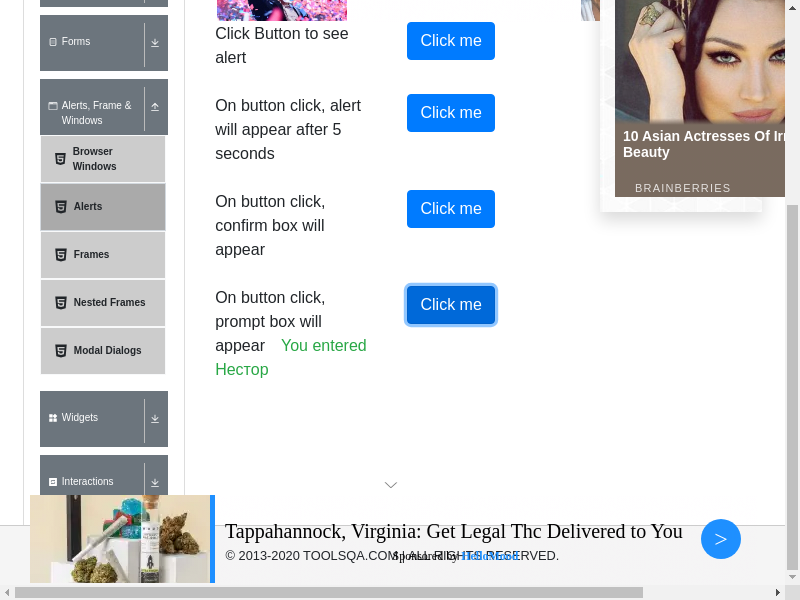 Forms
Alerts, Frame &
Windows
Browser
Windows
Alerts
Frames
Nested Frames
Modal Dialogs
Widgets
Interactions
Click Button to see
alert
Click me
On button click, alert
will appear after 5
seconds
Click me
On button click,
confirm box will
appear
Click me
On button click,
prompt box will
appear You entered
Нестор
Click me
10 Asian Actresses Of
Beauty
BRAINBERRIES
Tappahannock, Virginia: Get Legal Thc Delivered to You
>
© 2013-2020 TOOLSQA.COM | ALL RIGHTS RESERVED.
Sponsored by